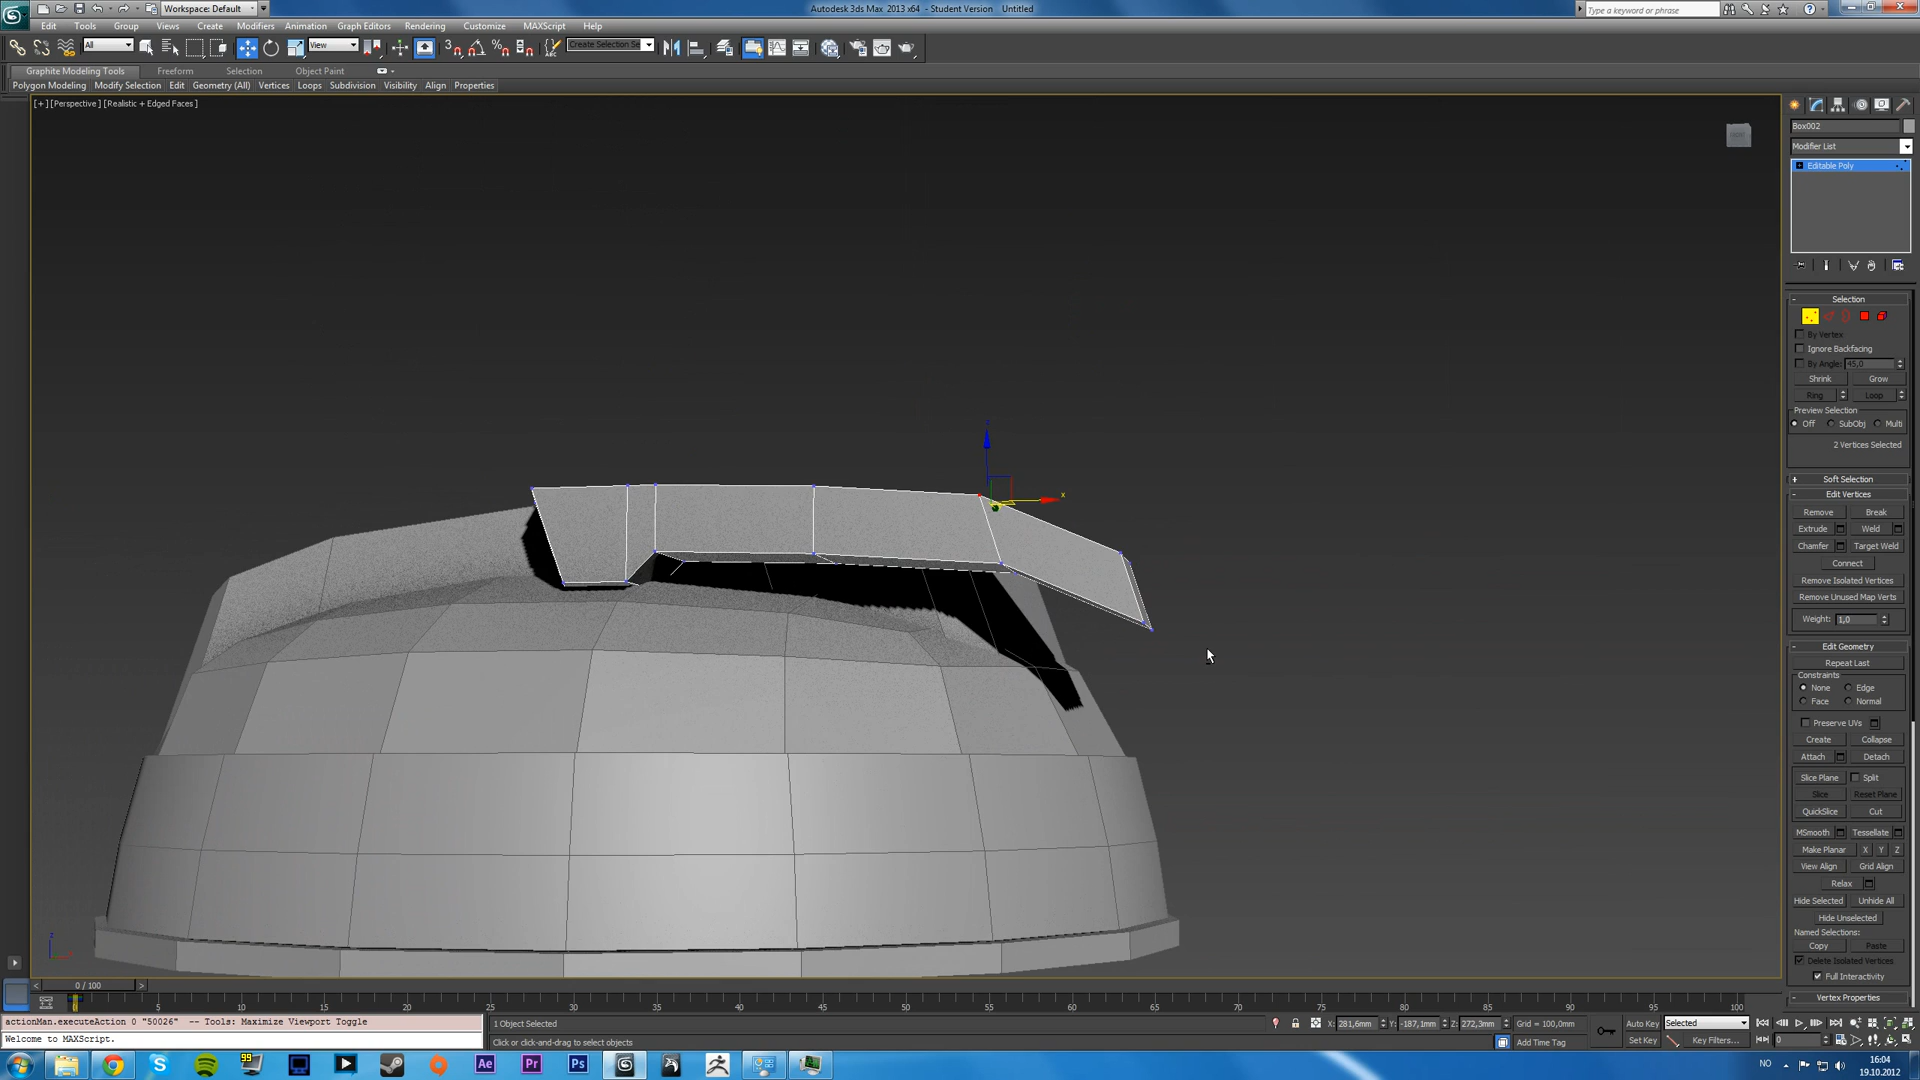 Workspace: Default
Autodesk 3ds Max 2013 x64 - Student Version Untitled
Type a keyword or phrase
Edit Tools Group Views Create Modifiers Animation Graph Editors Rendering Customize MAXScript Help
All
View
Create Selection Se
Graphite Modeling Tools Freeform Selection Object Paint
Polygon Modeling Modify Selection Edit Geometry (All) Vertices Loops Subdivision Visibility Align Properties
[+] [Perspective] [Realistic + Edged Faces]
Box002
Modifier List
Editable Poly
Selection
By Vertex
Ignore Backfacing
By Angle: 45,0
Shrink Grow
Ring Loop
Preview Selection
Off SubObj Multi
2 Vertices Selected
Soft Selection
Edit Vertices
Remove Break
Extrude Weld
Chamfer Target Weld
Connect
Remove Isolated Vertices
Remove Unused Map Verts
Weight: 1,0
Edit Geometry
Repeat Last
Constraints
None Edge
Face Normal
Preserve UVs
Create Collapse
Attach Detach
Slice Plane Split
Slice Reset Plane
QuickSlice Cut
MSmooth Tessellate
Make Planar X Y Z
View Align Grid Align
Relax
Hide Selected Unhide All
Hide Unselected
Named Selections:
Copy Paste
Delete Isolated Vertices
Full Interactivity
Vertex Properties
x
z
0 / 100
5 10 15 20 25 30 35 40 45 50 55 60 65 70 75 80 85 90 95 100
actionMan.executeAction 0 "50026" -- Tools: Maximize Viewport Toggle
Welcome to MAXScript.
1 Object Selected
Click or click-and-drag to select objects
X: 281,6mm Y: -187,1mm Z: 272,3mm Grid = 100,0mm
Add Time Tag
Auto Key Selected
Set Key Key Filters...
0
99
Ae Pr Ps
NO
16:04
19.10.2012